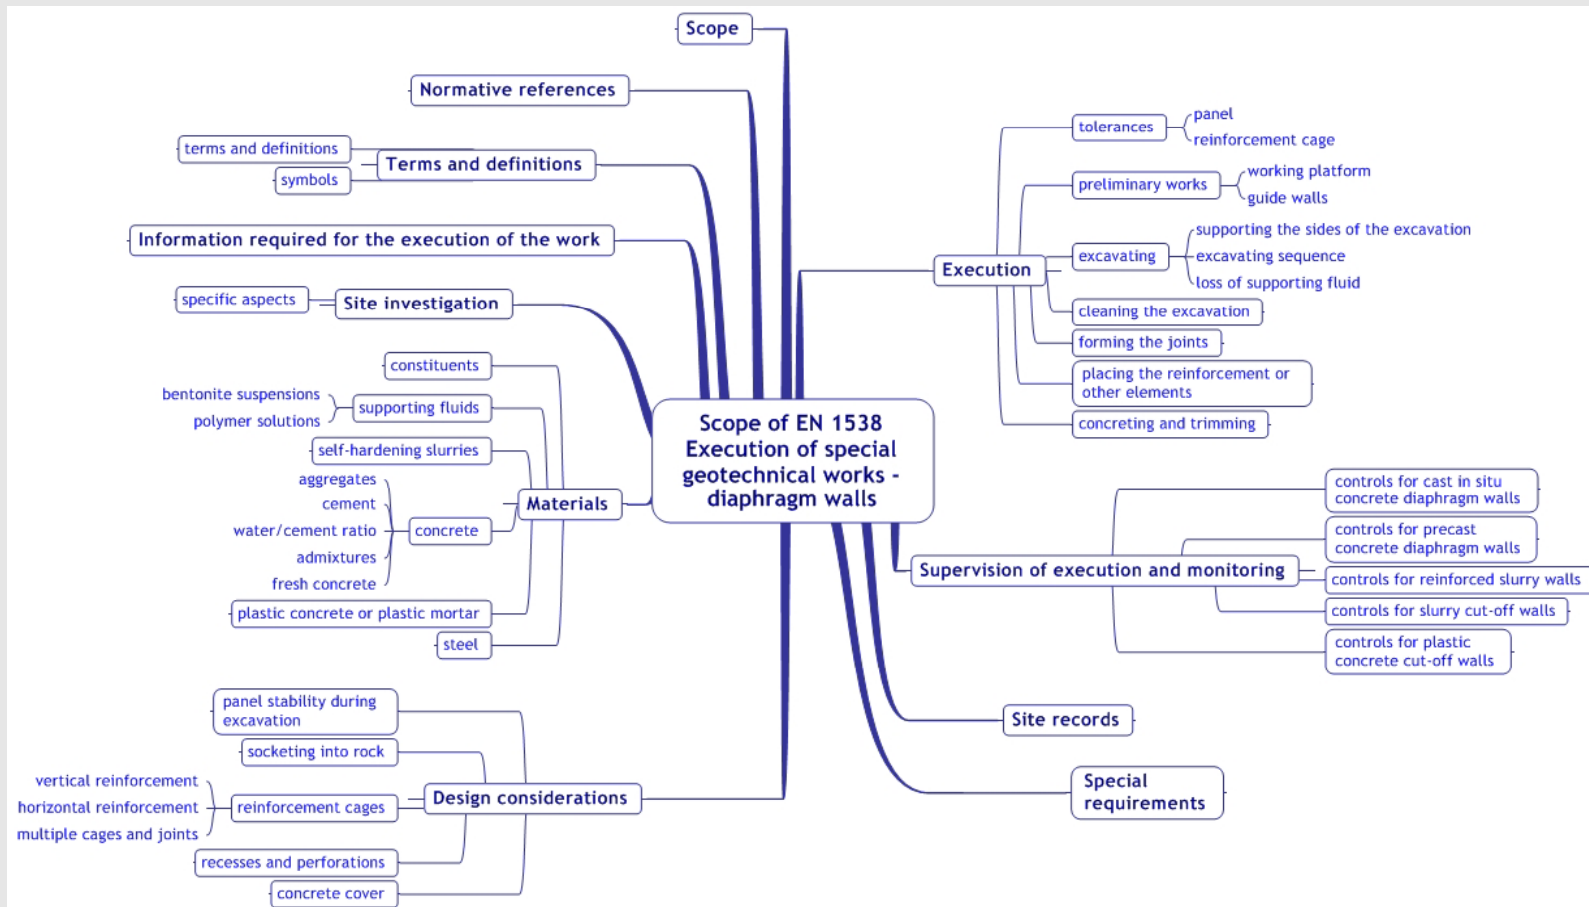 Scope
Normative references
terms and definitions
symbols
Terms and definitions
Information required for the execution of the work
specific aspects
Site investigation
constituents
bentonite suspensions
polymer solutions
supporting fluids
self-hardening slurries
aggregates
cement
water/cement ratio
admixtures
fresh concrete
concrete
plastic concrete or plastic mortar
steel
Materials
panel stability during
excavation
socketing into rock
vertical reinforcement
horizontal reinforcement
multiple cages and joints
reinforcement cages
recesses and perforations
concrete cover
Design considerations
Scope of EN 1538
Execution of special
geotechnical works -
diaphragm walls
Execution
tolerances
panel
reinforcement cage
preliminary works
working platform
guide walls
excavating
supporting the sides of the excavation
excavating sequence
loss of supporting fluid
cleaning the excavation
forming the joints
placing the reinforcement or
other elements
concreting and trimming
Supervision of execution and monitoring
controls for cast in situ
concrete diaphragm walls
controls for precast
concrete diaphragm walls
controls for reinforced slurry walls
controls for slurry cut-off walls
controls for plastic
concrete cut-off walls
Site records
Special
requirements